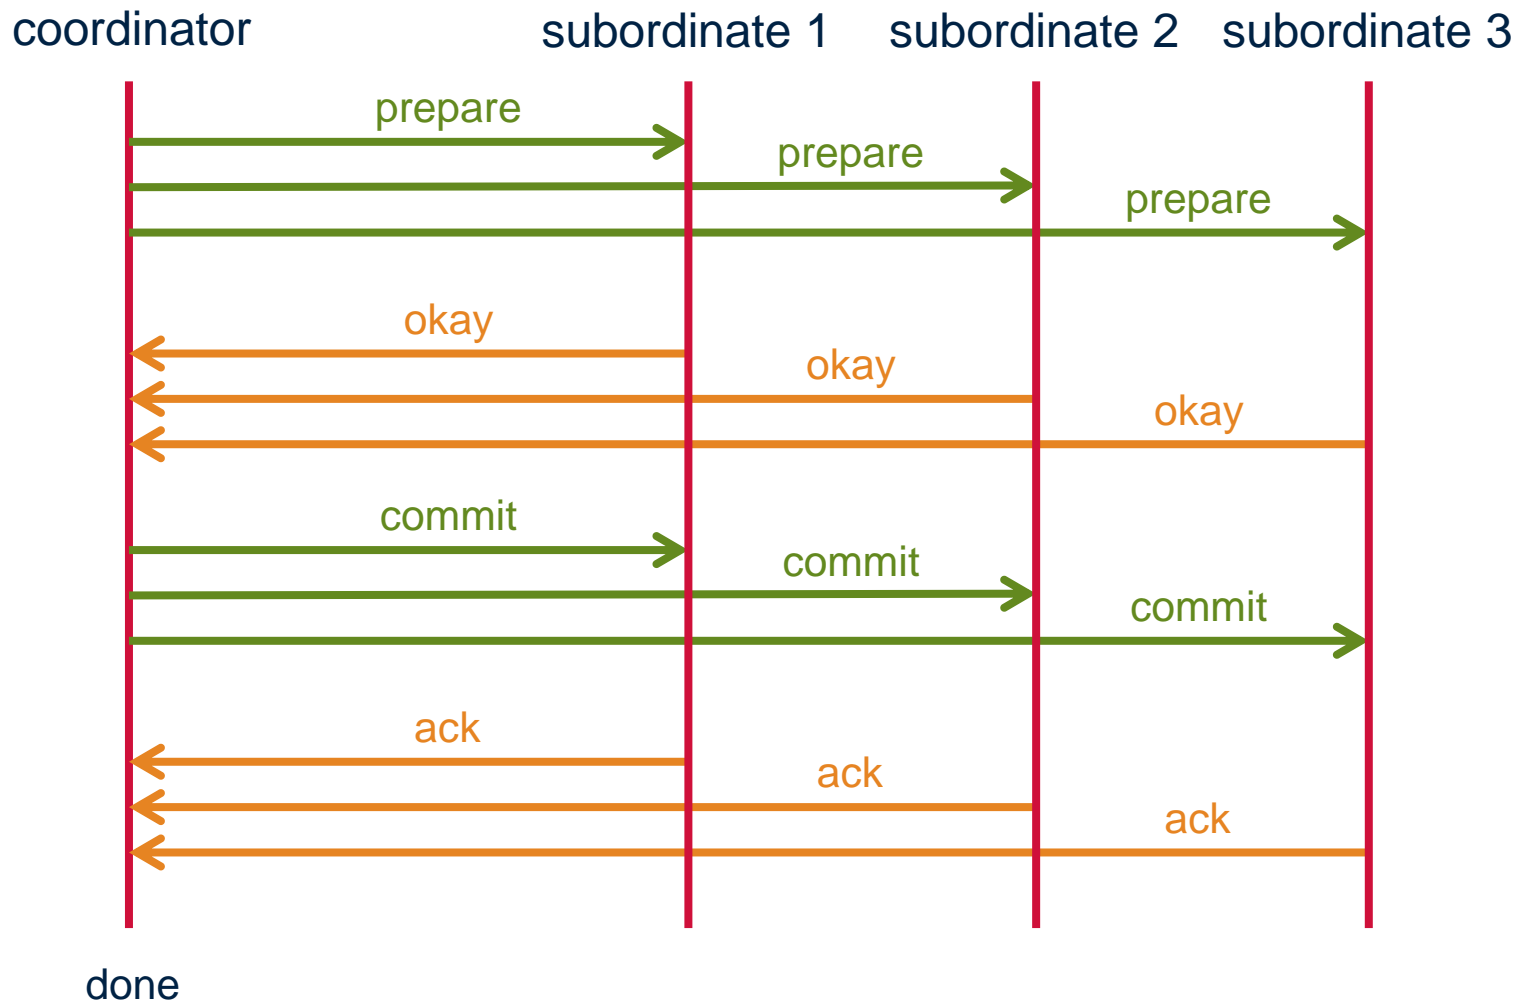 coordinator subordinate 1 subordinate 2 subordinate 3
prepare
prepare
prepare
okay
okay
okay
commit
commit
commit
ack
ack
ack
done